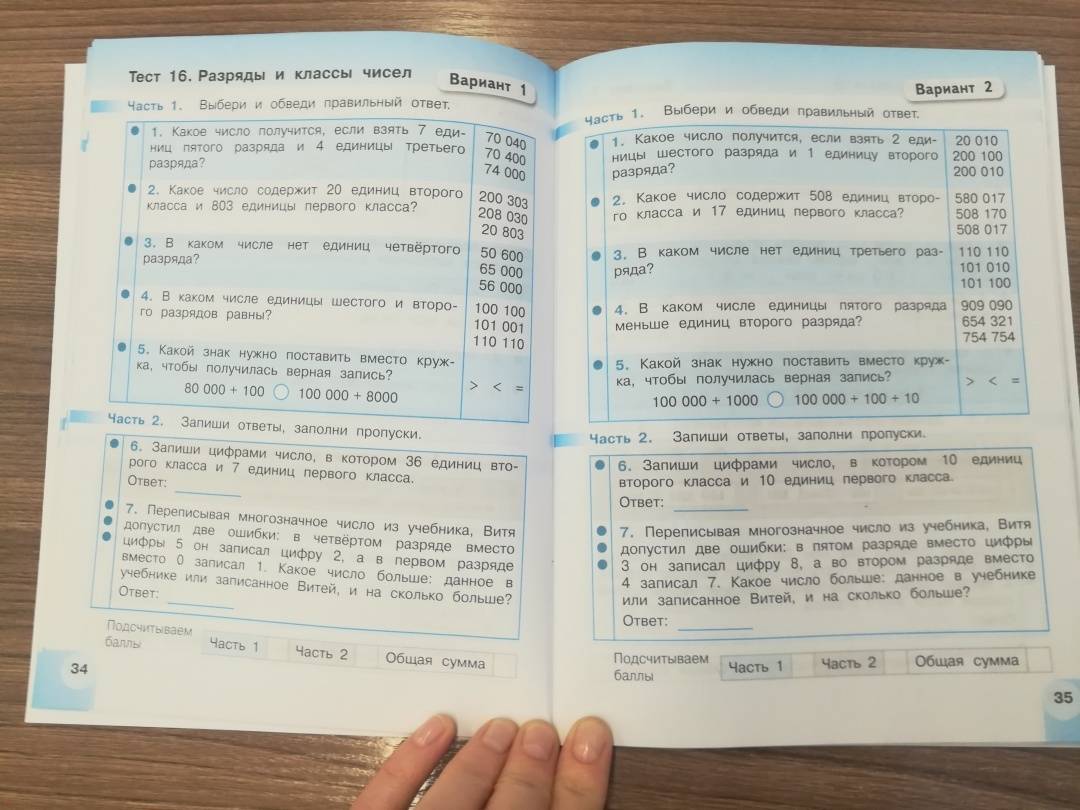 Тест 16. Разряды и классы чисел
Вариант 1
Часть 1. Выбери и обведи правильный ответ.
1. Какое число получится, если взять 7 еди-
ниц пятого разряда и 4 единицы третьего
разряда?
70 040
70 400
74 000
2. Какое число содержит 20 единиц второго
класса и 803 единицы первого класса?
200 303
208 030
20 803
3. В каком числе нет единиц четвёртого
разряда?
50 600
65 000
56 000
4. В каком числе единицы шестого и второ-
го разрядов равны?
100 100
101 001
110 110
5. Какой знак нужно поставить вместо круж-
ка, чтобы получилась верная запись?
80 000 + 100 100 000 + 8000
> < =
Часть 2. Запиши ответы, заполни пропуски.
6. Запиши цифрами число, в котором 36 единиц вто-
рого класса и 7 единиц первого класса.
Ответ:
7. Переписывая многозначное число из учебника, Витя
допустил две ошибки: в четвёртом разряде вместо
цифры 5 он записал цифру 2, а в первом разряде
вместо 0 записал 1. Какое число больше: данное в
учебнике или записанное Витей, и на сколько больше?
Ответ:
Подсчитываем
баллы
Часть 1 Часть 2 Общая сумма
34
Вариант 2
Часть 1. Выбери и обведи правильный ответ.
1. Какое число получится, если взять 2 еди-
ницы шестого разряда и 1 единицу второго
разряда?
20 010
200 100
200 010
2. Какое число содержит 508 единиц второ-
го класса и 17 единиц первого класса?
580 017
508 170
508 017
3. В каком числе нет единиц третьего раз-
ряда?
110 110
101 010
101 100
4. В каком числе единицы пятого разряда
меньше единиц второго разряда?
909 090
654 321
754 754
5. Какой знак нужно поставить вместо круж-
ка, чтобы получилась верная запись?
100 000 + 1000 100 000 + 100 + 10
> < =
Часть 2. Запиши ответы, заполни пропуски.
6. Запиши цифрами число, в котором 10 единиц
второго класса и 10 единиц первого класса.
Ответ:
7. Переписывая многозначное число из учебника, Витя
допустил две ошибки: в пятом разряде вместо цифры
3 он записал цифру 8, а во втором разряде вместо
4 записал 7. Какое число больше: данное в учебнике
или записанное Витей, и на сколько больше?
Ответ:
Подсчитываем
баллы
Часть 1 Часть 2 Общая сумма
35